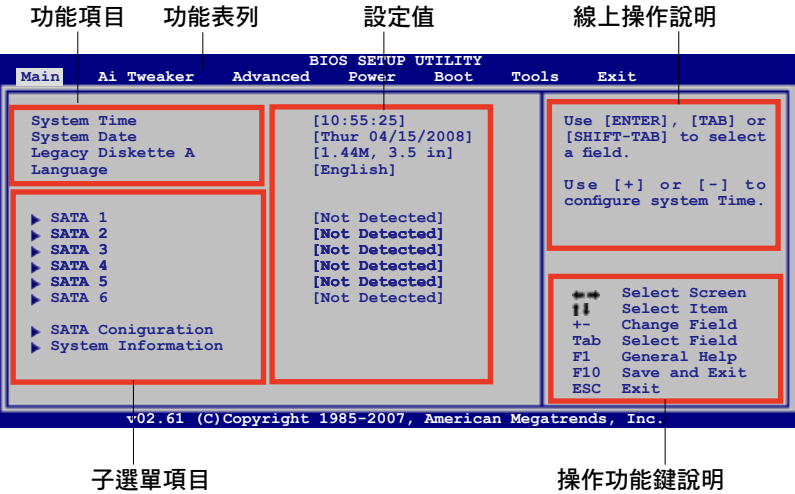 功能項目 功能表列 設定值 線上操作說明
BIOS SETUP UTILITY
Main Ai Tweaker Advanced Power Boot Tools Exit
System Time [10:55:25]
System Date [Thur 04/15/2008]
Legacy Diskette A [1.44M, 3.5 in]
Language [English]
SATA 1 [Not Detected]
SATA 2 [Not Detected]
SATA 3 [Not Detected]
SATA 4 [Not Detected]
SATA 5 [Not Detected]
SATA 6 [Not Detected]
SATA Coniguration
System Information
Use [ENTER], [TAB] or
[SHIFT-TAB] to select
a field.
Use [+] or [-] to
configure system Time.
←→ Select Screen
↑↓ Select Item
+- Change Field
Tab Select Field
F1 General Help
F10 Save and Exit
ESC Exit
v02.61 (C)Copyright 1985-2007, American Megatrends, Inc.
子選單項目 操作功能鍵說明